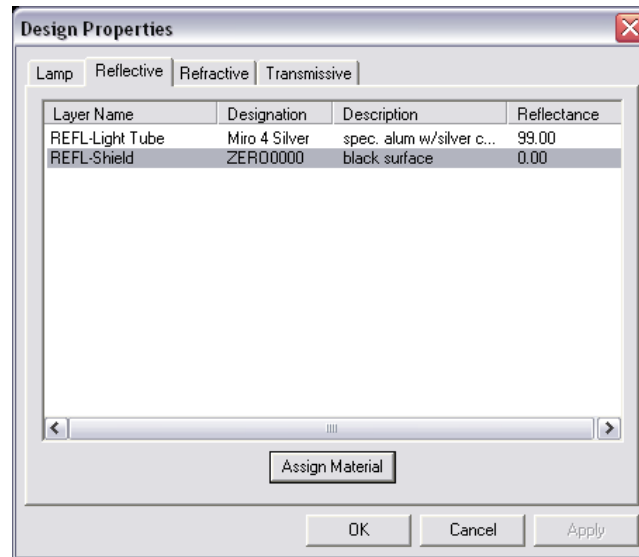 Design Properties
Lamp Reflective Refractive Transmissive
Layer Name Designation Description Reflectance
REFL-Light Tube Miro 4 Silver spec. alum w/silver c... 99.00
REFL-Shield ZERO0000 black surface 0.00
Assign Material
OK Cancel Apply